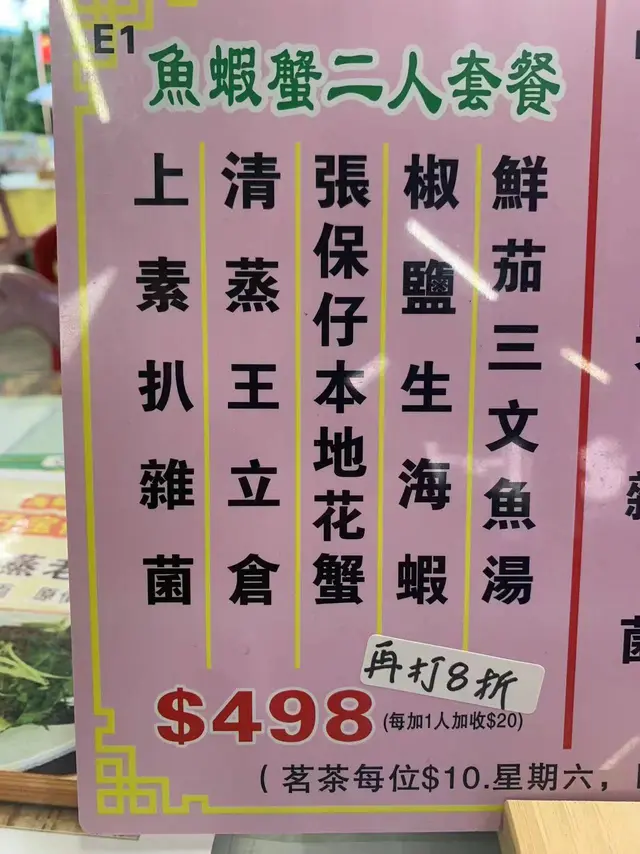 E1
魚蝦蟹二人套餐
鮮茄三文魚湯
椒鹽生海蝦
張保仔本地花蟹
清蒸王立倉
上素扒雜菌
再打8折
$498 (每加1人加收$20)
(茗茶每位$10.星期六,